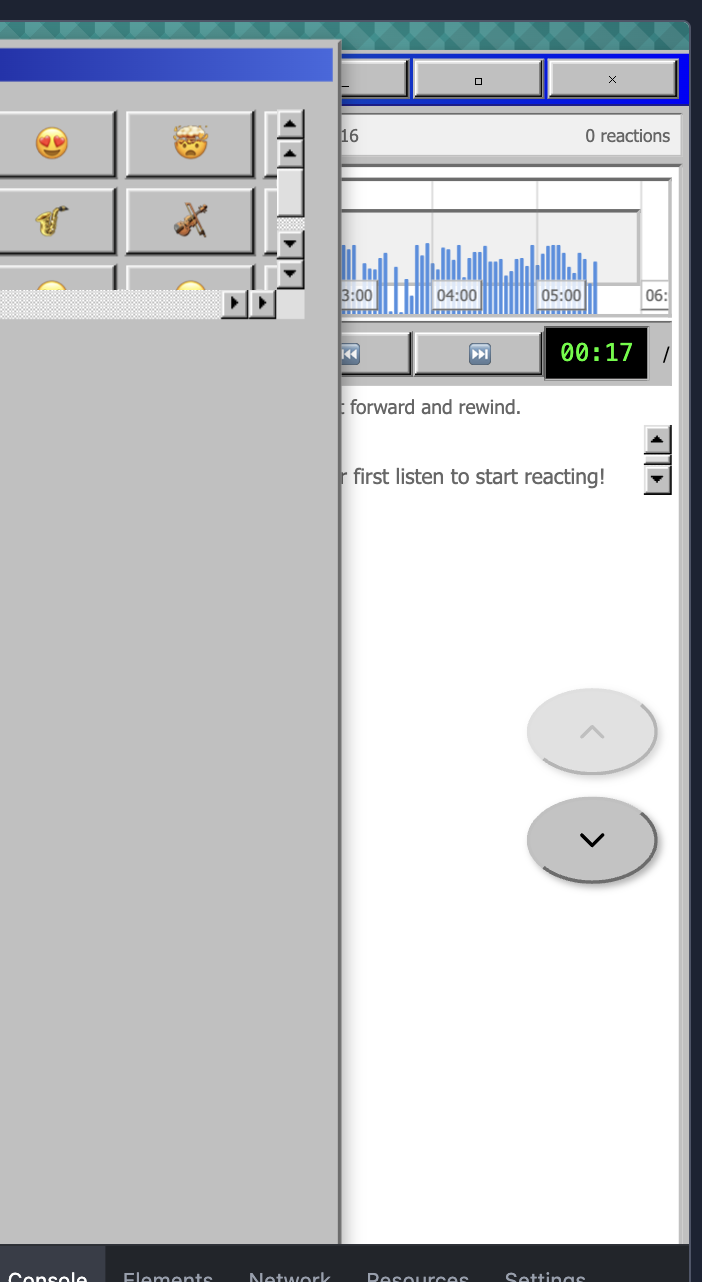 16
0 reactions
3:00
04:00
05:00
06:
00:17 /
forward and rewind.
r first listen to start reacting!
Console Elements Network Resources Settings